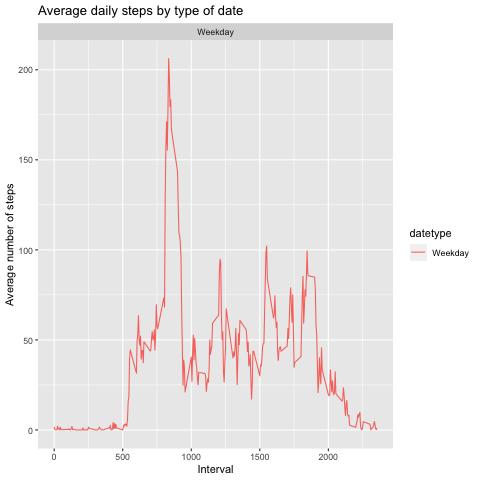 Average daily steps by type of date
Weekday
200
150
100
50
0
Average number of steps
0
500
1000
1500
2000
Interval
datetype
Weekday